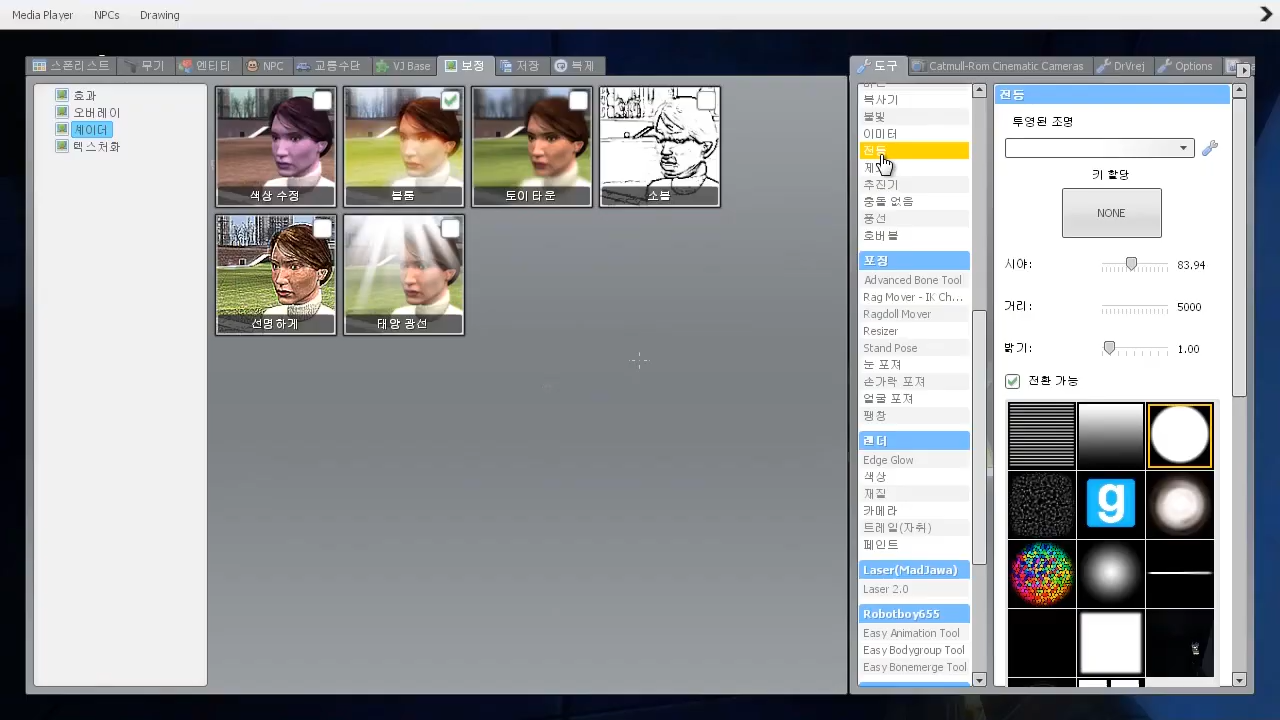 Media Player
NPCs
Drawing
스폰리스트
무기
엔티티
NPC
교통수단
VJ Base
보정
저장
복제
도구
Catmull-Rom Cinematic Cameras
DrVrej
Options
효과
오버레이
셰이더
텍스처화
색상 수정
블룸
토이 타운
소블
선명하게
태양 광선
복사기
불빛
이미터
전등
추진기
충돌 없음
풍선
호버볼
포징
Advanced Bone Tool
Rag Mover - IK Ch...
Ragdoll Mover
Resizer
Stand Pose
눈 포져
손가락 포져
얼굴 포져
팽창
렌더
Edge Glow
색상
재질
카메라
트레일(자취)
페인트
Laser(MadJawa)
Laser 2.0
Robotboy655
Easy Animation Tool
Easy Bodygroup Tool
Easy Bonemerge Tool
전등
투영된 조명
키 할당
NONE
시야:
83.94
거리:
5000
밝기:
1.00
전환 가능
g